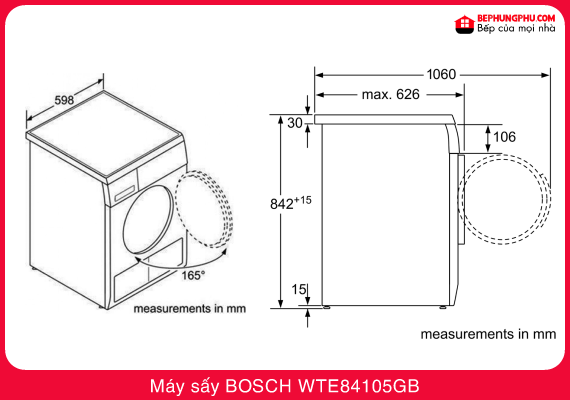 BEPHUNGPHU.COM
Bếp của mọi nhà
598
165°
measurements in mm
1060
max. 626
30
106
842+15
15
measurements in mm
Máy sấy BOSCH WTE84105GB